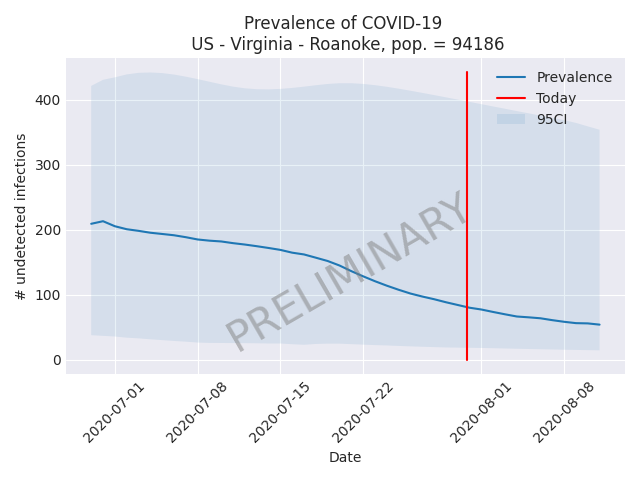 Prevalence of COVID-19
US - Virginia - Roanoke, pop. = 94186
# undetected infections
400
300
200
100
0
Prevalence
Today
95CI
PRELIMINARY
2020-07-01
2020-07-08
2020-07-15
2020-07-22
2020-08-01
2020-08-08
Date